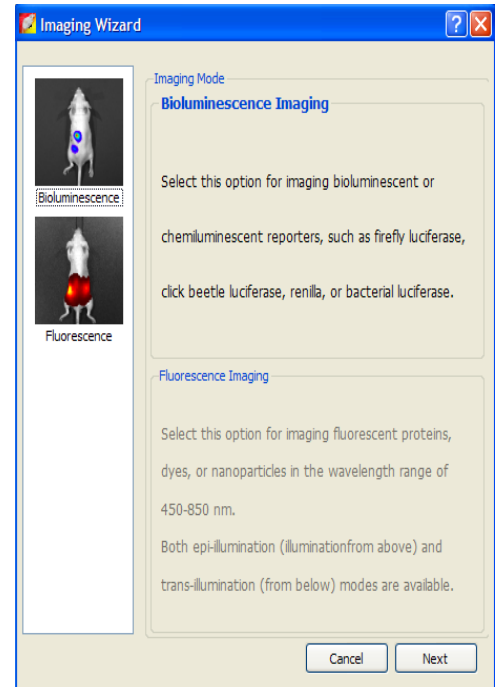 Imaging Wizard
Bioluminescence
Fluorescence
Imaging Mode
Bioluminescence Imaging
Select this option for imaging bioluminescent or
chemiluminescent reporters, such as firefly luciferase,
click beetle luciferase, renilla, or bacterial luciferase.
Fluorescence Imaging
Select this option for imaging fluorescent proteins,
dyes, or nanoparticles in the wavelength range of
450-850 nm.
Both epi-illumination (illuminationfrom above) and
trans-illumination (from below) modes are available.
Cancel
Next